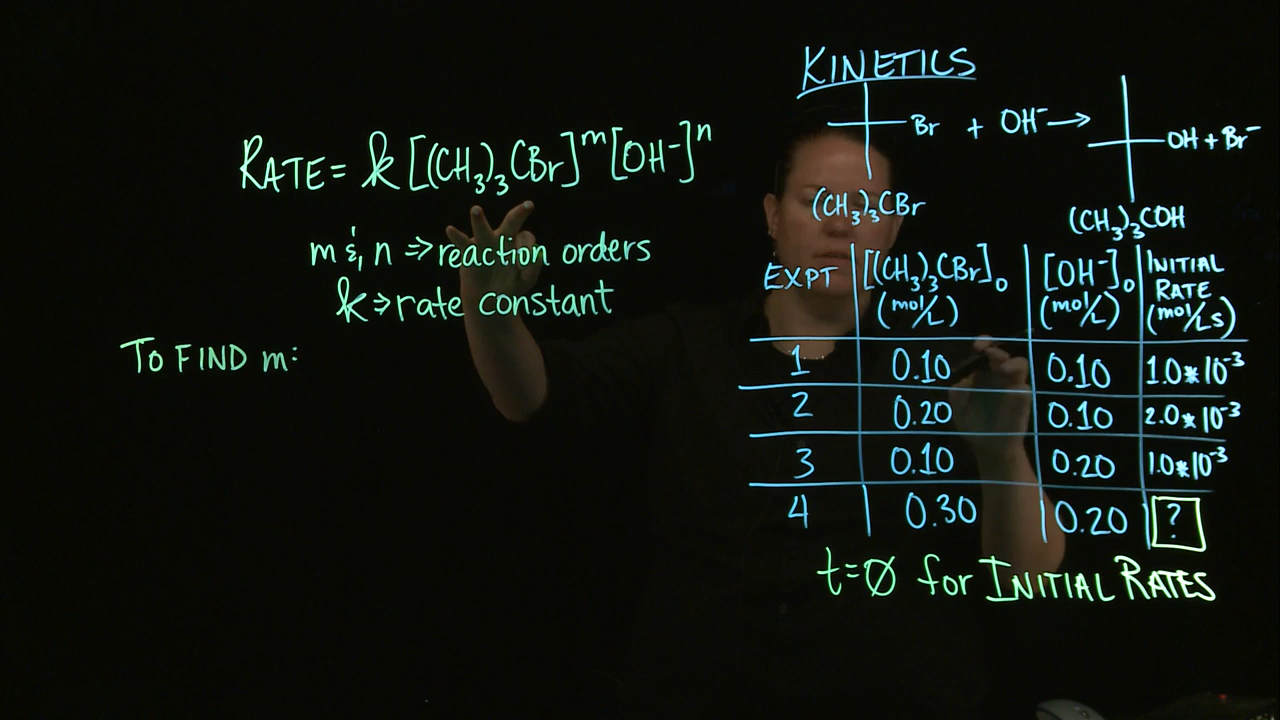 KINETICS
Br + OH⁻ → OH + Br⁻
(CH₃)₃CBr
(CH₃)₃COH
RATE = k [(CH₃)₃CBr]ᵐ[OH⁻]ⁿ
m & n ⇒ reaction orders
k ⇒ rate constant
TO FIND m:
EXPT [(CH₃)₃CBr]₀ (mol/L) [OH⁻]₀ (mol/L) INITIAL RATE (mol/Ls)
1 0.10 0.10 1.0*10⁻³
2 0.20 0.10 2.0*10⁻³
3 0.10 0.20 1.0*10⁻³
4 0.30 0.20 ?
t=Ø for INITIAL RATES